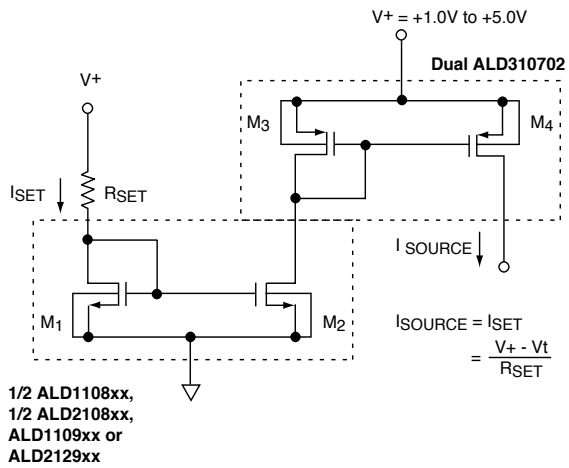 V+ = +1.0V to +5.0V
Dual ALD310702
V+
M3
M4
ISET
RSET
I SOURCE
M1
M2
ISOURCE = ISET
= V+ - Vt
RSET
1/2 ALD1108xx,
1/2 ALD2108xx,
ALD1109xx or
ALD2129xx